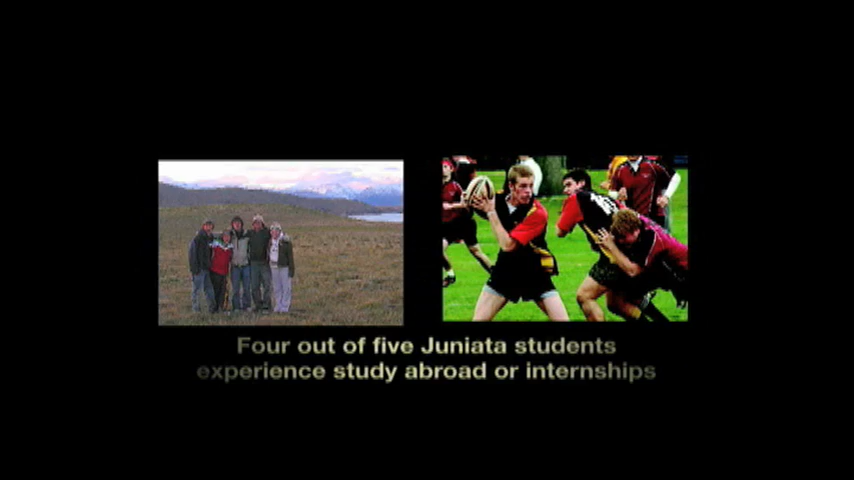 Four out of five Juniata students
experience study abroad or internships